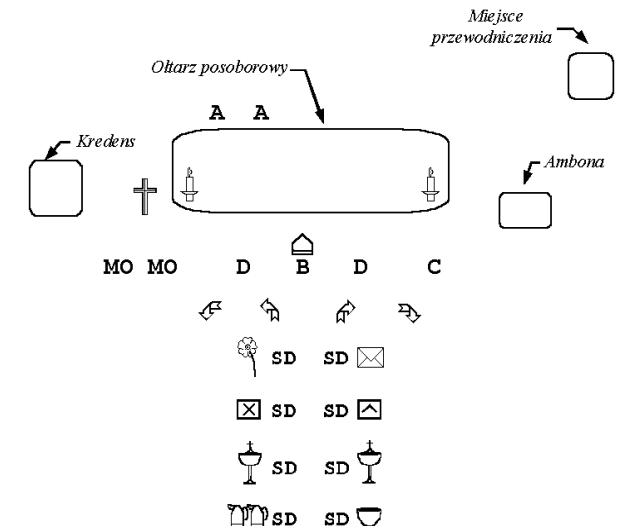 Miejsce
przewodniczenia
Ołtarz posoborowy
A A
Kredens
Ambona
MO MO D B D C
SD SD
SD SD
SD SD
SD SD